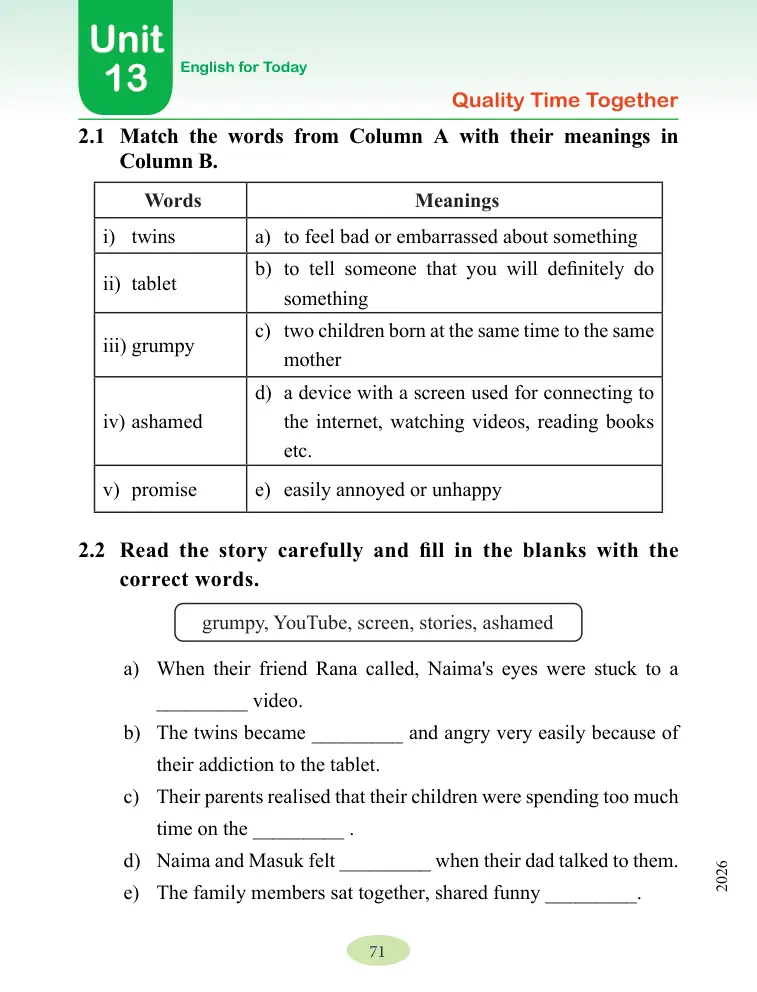 Unit
13
English for Today
Quality Time Together
2.1 Match the words from Column A with their meanings in
Column B.
Words Meanings
i) twins a) to feel bad or embarrassed about something
ii) tablet b) to tell someone that you will definitely do
something
iii) grumpy c) two children born at the same time to the same
mother
iv) ashamed d) a device with a screen used for connecting to
the internet, watching videos, reading books
etc.
v) promise e) easily annoyed or unhappy
2.2 Read the story carefully and fill in the blanks with the
correct words.
grumpy, YouTube, screen, stories, ashamed
a) When their friend Rana called, Naima's eyes were stuck to a
_________ video.
b) The twins became _________ and angry very easily because of
their addiction to the tablet.
c) Their parents realised that their children were spending too much
time on the _________ .
d) Naima and Masuk felt _________ when their dad talked to them.
e) The family members sat together, shared funny _________.
2026
71